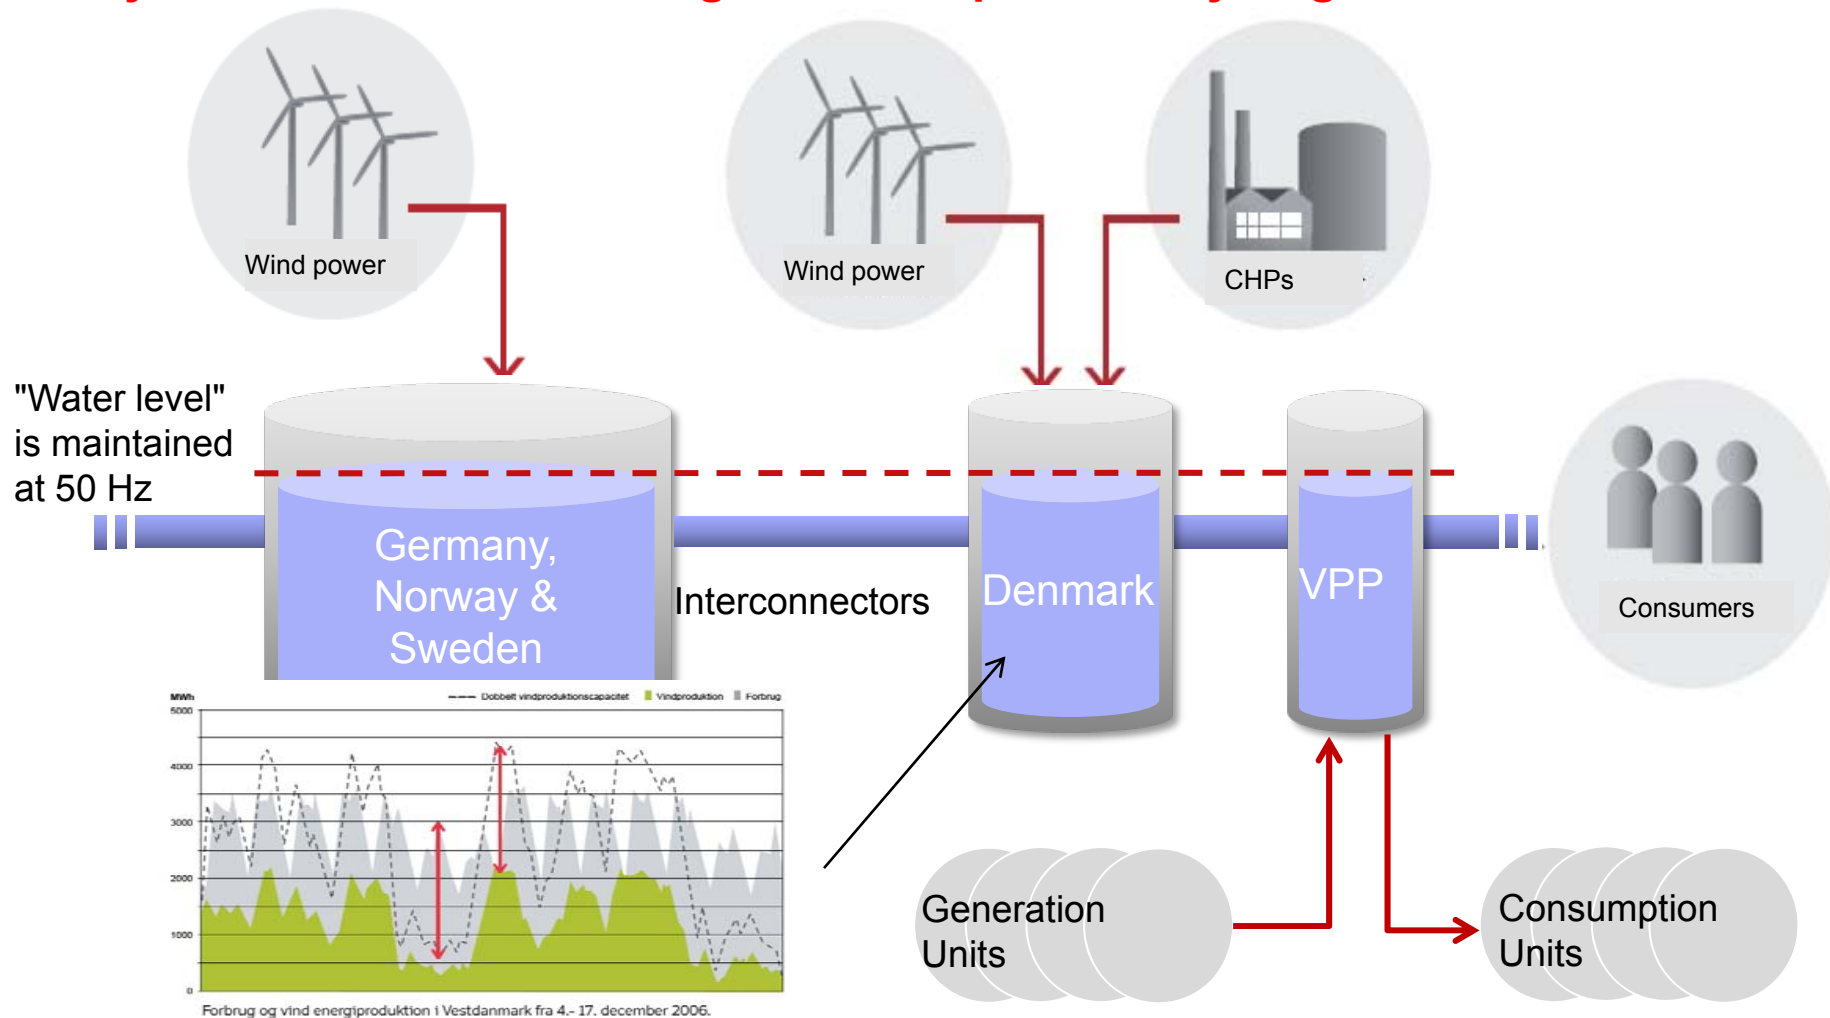 Wind power
Wind power
CHPs
"Water level"
is maintained
at 50 Hz
Germany,
Norway &
Sweden
Interconnectors
Denmark
VPP
Consumers
MWh
Dobbelt vindproduktionscapacitet Vindproduktion Forbrug
5000
4000
3000
2000
1000
0
Forbrug og vind energiproduktion i Vestdanmark fra 4.- 17. december 2006.
Generation
Units
Consumption
Units